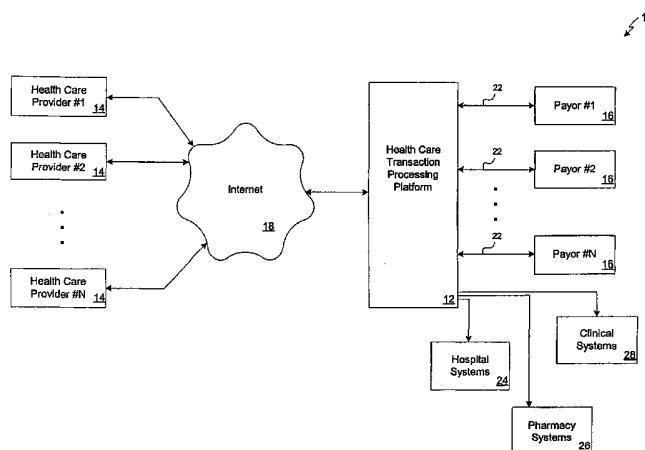 1
Health Care
Provider #1
14
Health Care
Provider #2
14
Health Care
Provider #N
14
Internet
18
Health Care
Transaction
Processing
Platform
12
22
Payor #1
16
22
Payor #2
16
22
Payor #N
16
Hospital
Systems
24
Clinical
Systems
28
Pharmacy
Systems
26